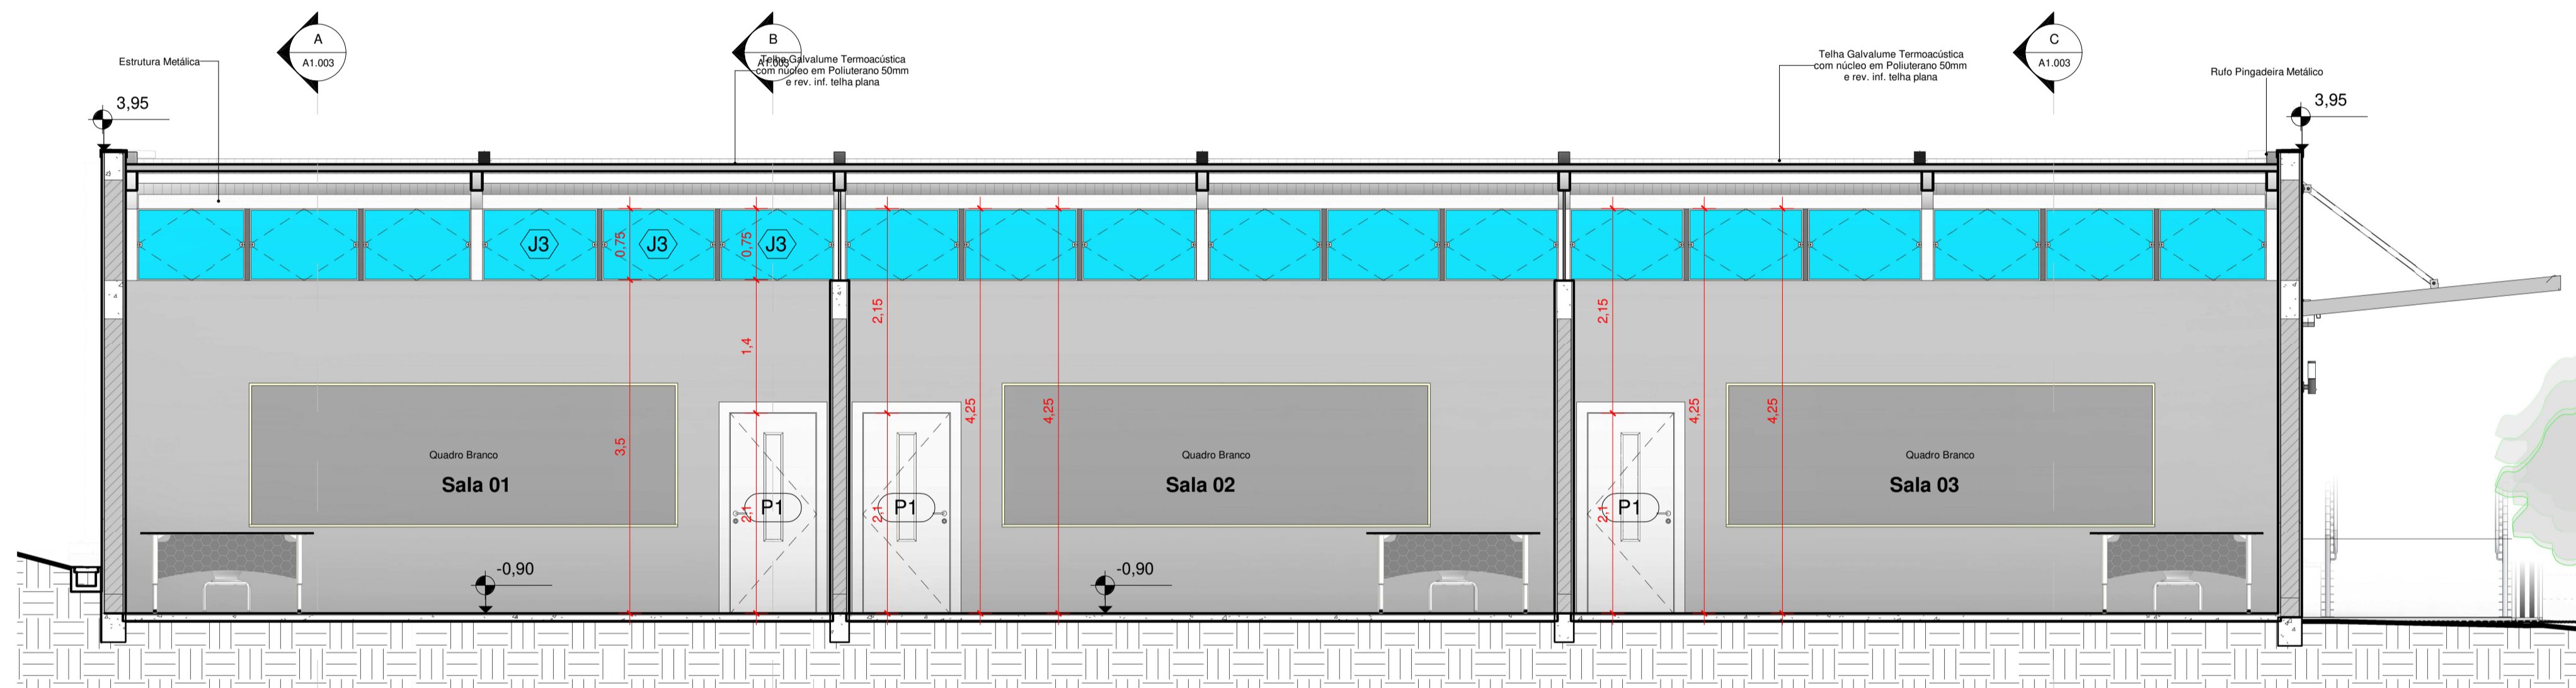 A
A1.003
B
A1.003
C
A1.003
Estrutura Metálica
Telha Galvalume Termoacústica
com núcleo em Poliuterano 50mm
e rev. inf. telha plana
Telha Galvalume Termoacústica
com núcleo em Poliuterano 50mm
e rev. inf. telha plana
Rufo Pingadeira Metálico
3,95
3,95
J3
0,75
J3
0,75
J3
2,15
2,15
1,4
3,5
4,25
4,25
4,25
4,25
Quadro Branco
Sala 01
Quadro Branco
Sala 02
Quadro Branco
Sala 03
2,1
P1
2,1
P1
2,1
P1
-0,90
-0,90